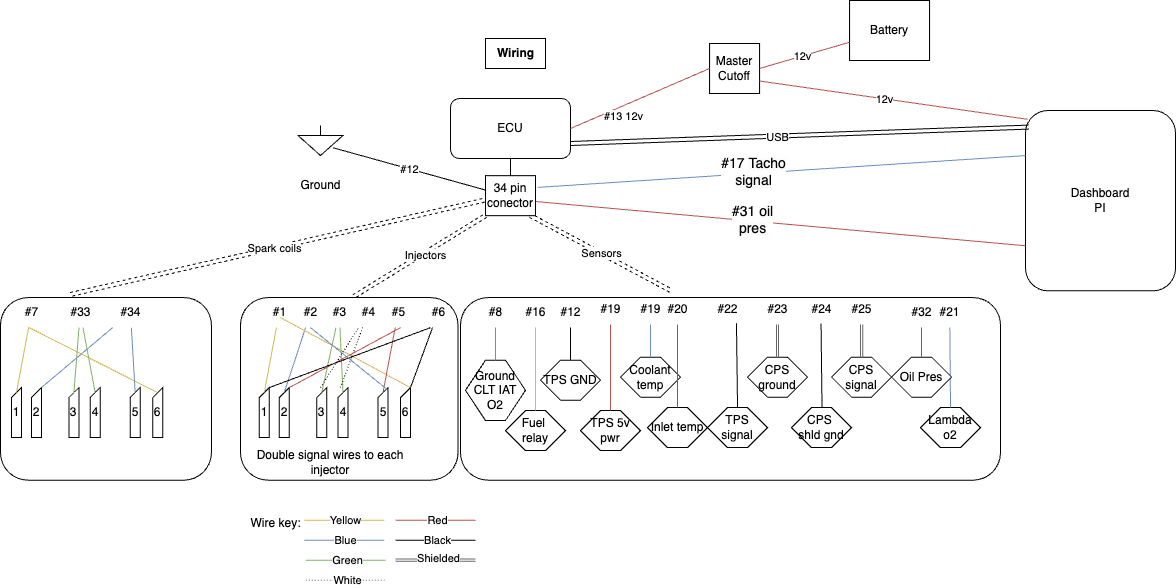 Battery
Wiring
Master
Cutoff
12v
12v
#13 12v
ECU
USB
#12
#17 Tacho
signal
Ground
34 pin
conector
Dashboard
PI
#31 oil
pres
Spark coils
Injectors
Sensors
#7
#33
#34
1
2
3
4
5
6
#1
#2
#3
#4
#5
#6
1
2
3
4
5
6
Double signal wires to each
injector
#8
#16
#12
#19
#19
#20
#22
#23
#24
#25
#32
#21
Ground
CLT IAT
O2
TPS GND
Coolant
temp
CPS
ground
CPS
signal
Oil Pres
Fuel
relay
TPS 5v
pwr
Inlet temp
TPS
signal
CPS
shld gnd
Lambda
o2
Wire key:
Yellow
Red
Blue
Black
Green
Shielded
White